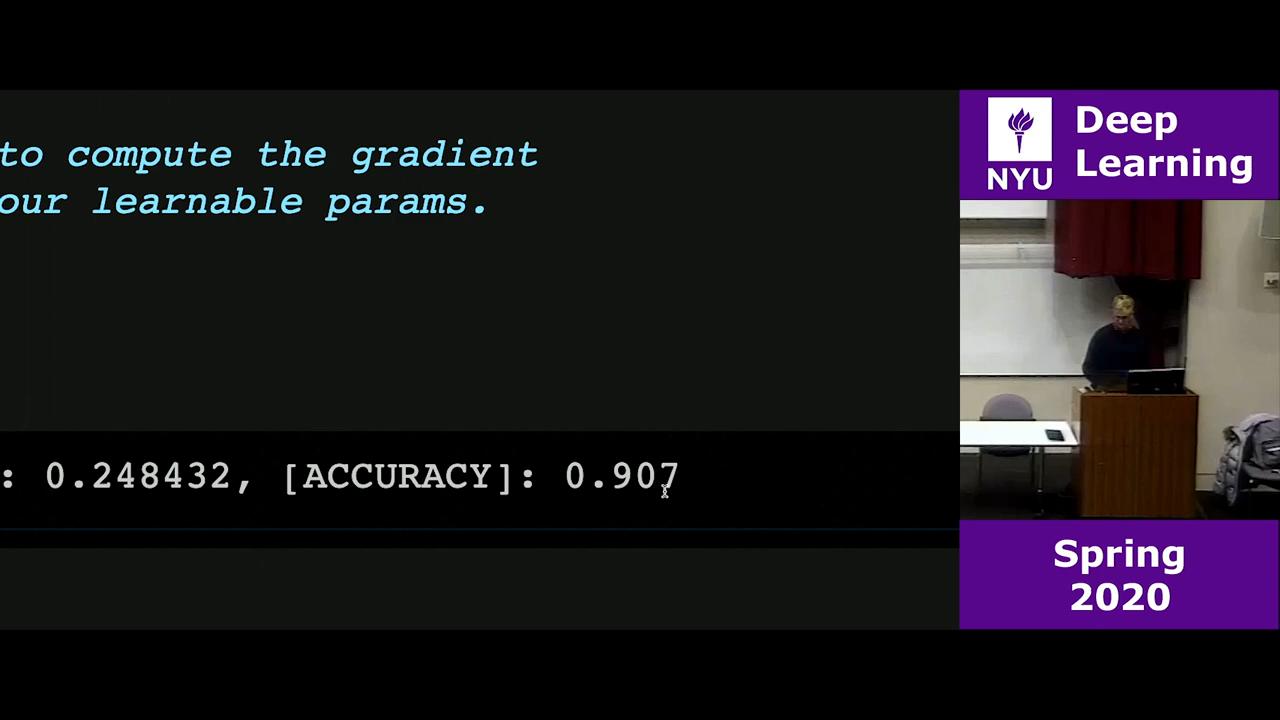 to compute the gradient
our learnable params.
: 0.248432, [ACCURACY]: 0.907
NYU
Deep
Learning
Spring
2020